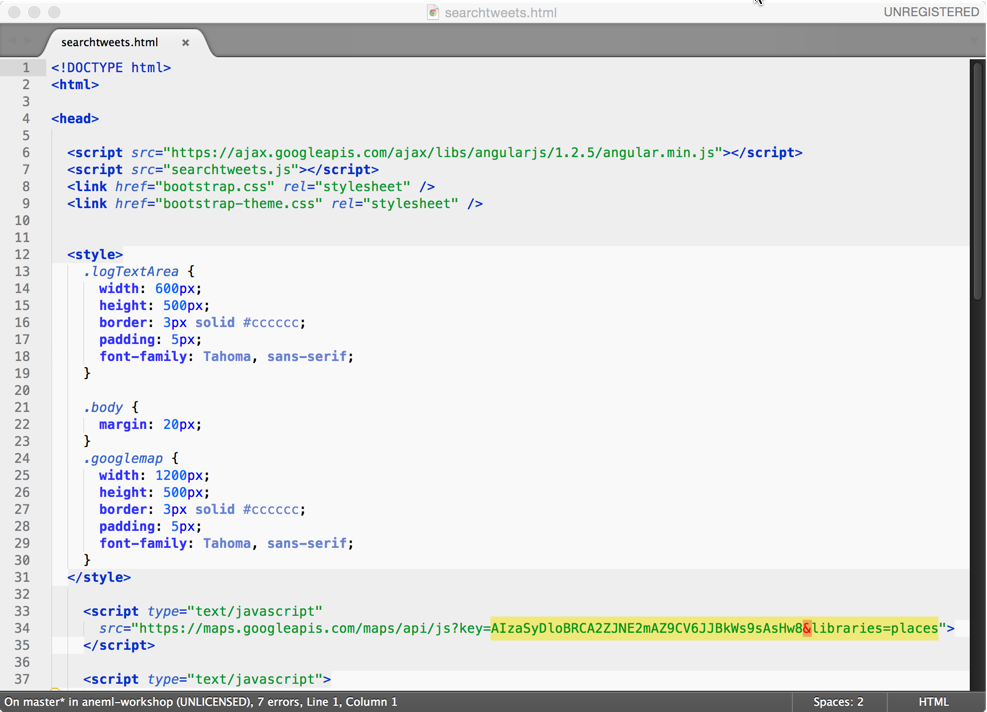 searchtweets.html
UNREGISTERED
searchtweets.html ×
1 <!DOCTYPE html>
2 <html>
3
4 <head>
5
6 <script src="https://ajax.googleapis.com/ajax/libs/angularjs/1.2.5/angular.min.js"></script>
7 <script src="searchtweets.js"></script>
8 <link href="bootstrap.css" rel="stylesheet" />
9 <link href="bootstrap-theme.css" rel="stylesheet" />
10
11
12 <style>
13 .logTextArea {
14 width: 600px;
15 height: 500px;
16 border: 3px solid #cccccc;
17 padding: 5px;
18 font-family: Tahoma, sans-serif;
19 }
20
21 .body {
22 margin: 20px;
23 }
24 .googlemap {
25 width: 1200px;
26 height: 500px;
27 border: 3px solid #cccccc;
28 padding: 5px;
29 font-family: Tahoma, sans-serif;
30 }
31 </style>
32
33 <script type="text/javascript"
34 src="https://maps.googleapis.com/maps/api/js?key=AIzaSyDloBRCA2ZJNE2mAZ9CV6JJBkWs9sAsHw8&libraries=places">
35 </script>
36
37 <script type="text/javascript">
On master* in aneml-workshop (UNLICENSED), 7 errors, Line 1, Column 1
Spaces: 2
HTML